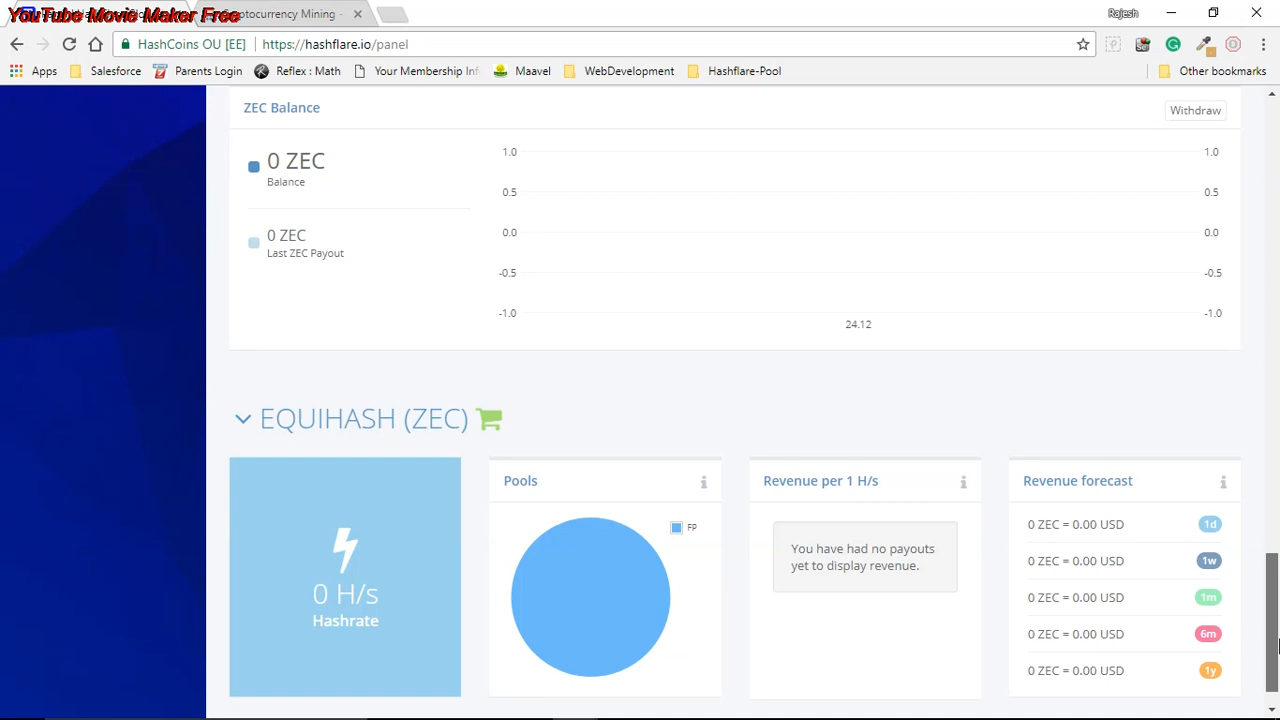 YouTube Movie Maker Free
Cryptocurrency Mining -
Rajesh
HashCoins OU [EE]
https://hashflare.io/panel
Apps
Salesforce
Parents Login
Reflex : Math
Your Membership Inf
Maavel
WebDevelopment
Hashflare-Pool
Other bookmarks
ZEC Balance
Withdraw
0 ZEC
Balance
0 ZEC
Last ZEC Payout
1.0
0.5
0.0
-0.5
-1.0
1.0
0.5
0.0
-0.5
-1.0
24.12
EQUIHASH (ZEC)
0 H/s
Hashrate
Pools
FP
Revenue per 1 H/s
You have had no payouts
yet to display revenue.
Revenue forecast
0 ZEC = 0.00 USD 1d
0 ZEC = 0.00 USD 1w
0 ZEC = 0.00 USD 1m
0 ZEC = 0.00 USD 6m
0 ZEC = 0.00 USD 1y